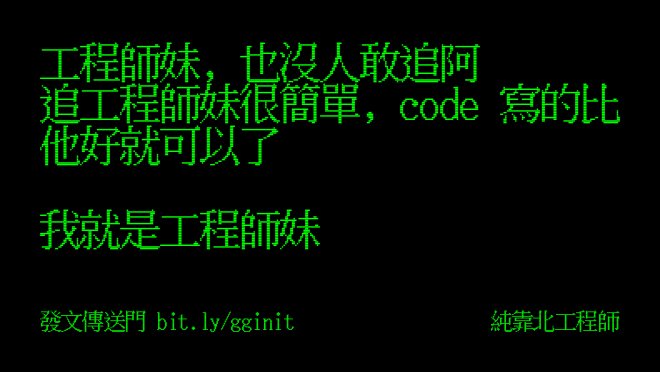 工程師妹, 也沒人敢追阿
追工程師妹很簡單, code 寫的比
他好就可以了
我就是工程師妹
發文傳送門 bit.ly/gginit
純靠北工程師